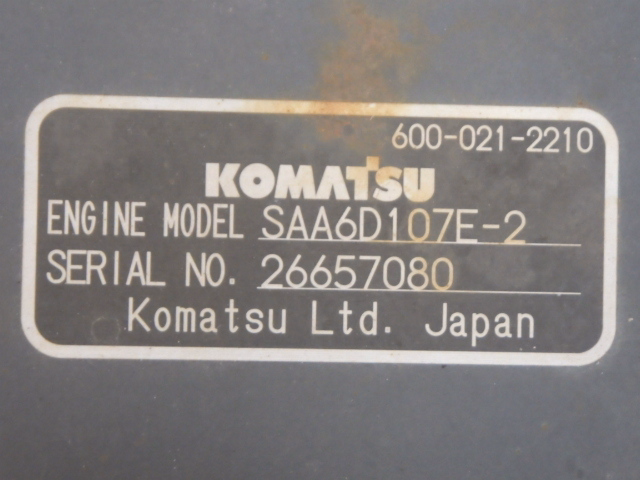 600-021-2210
KOMATSU
ENGINE MODEL SAA6D107E-2
SERIAL NO. 26657080
Komatsu Ltd. Japan